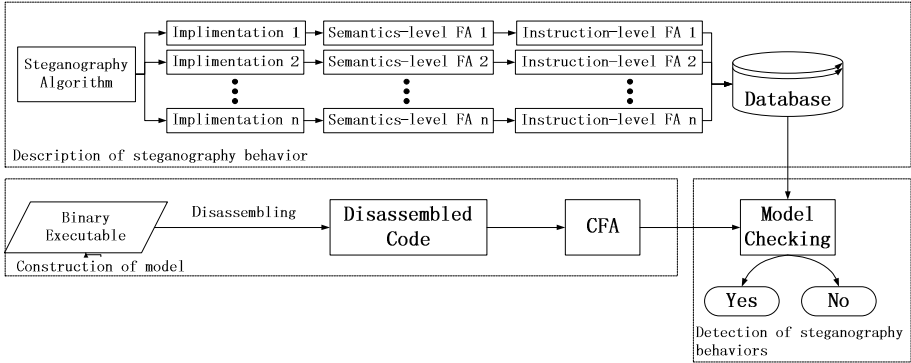 Implimentation 1
Semantics-level FA 1
Instruction-level FA 1
Steganography
Algorithm
Implimentation 2
Semantics-level FA 2
Instruction-level FA 2
Implimentation n
Semantics-level FA n
Instruction-level FA n
Database
Description of steganography behavior
Binary
Executable
Disassembling
Disassembled
Code
CFA
Model
Checking
Construction of model
Yes
No
Detection of steganography
behaviors